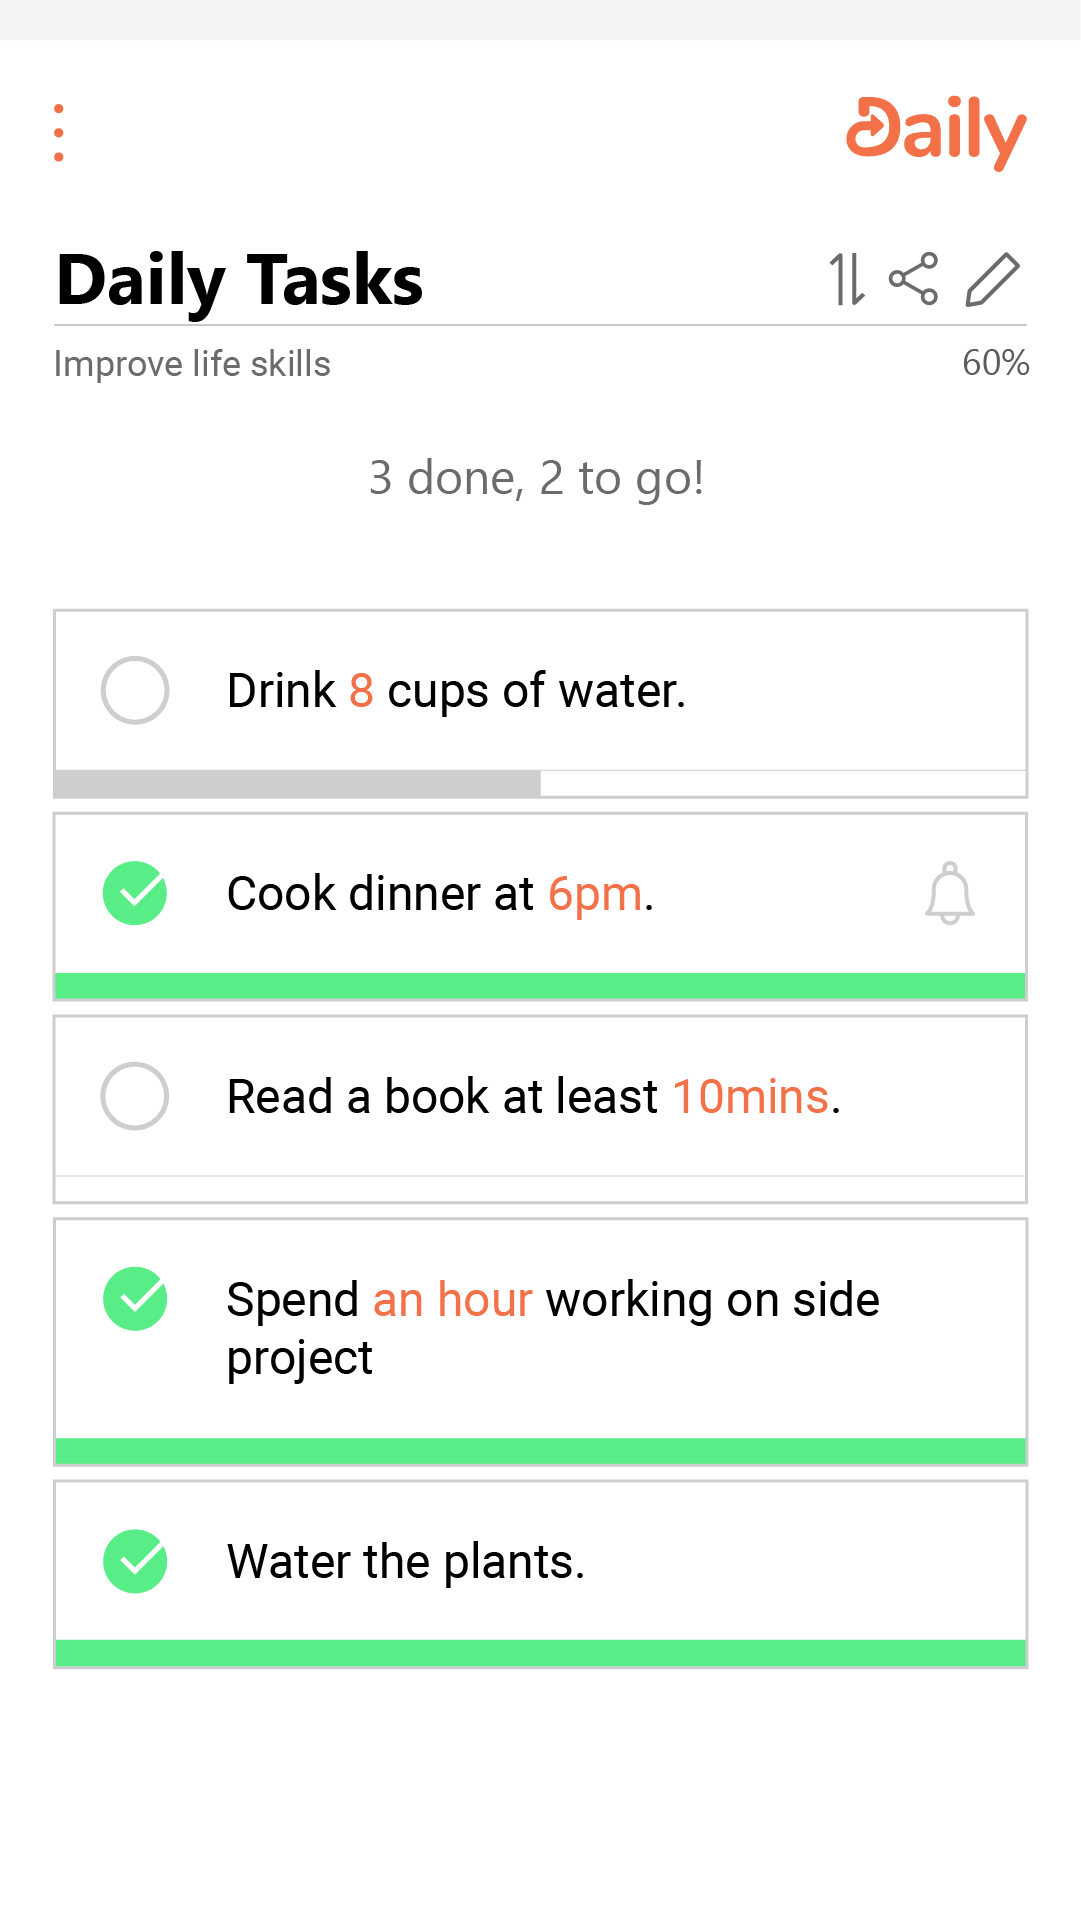 Daily
Daily Tasks
Improve life skills
60%
3 done, 2 to go!
Drink 8 cups of water.
Cook dinner at 6pm.
Read a book at least 10mins.
Spend an hour working on side
project
Water the plants.